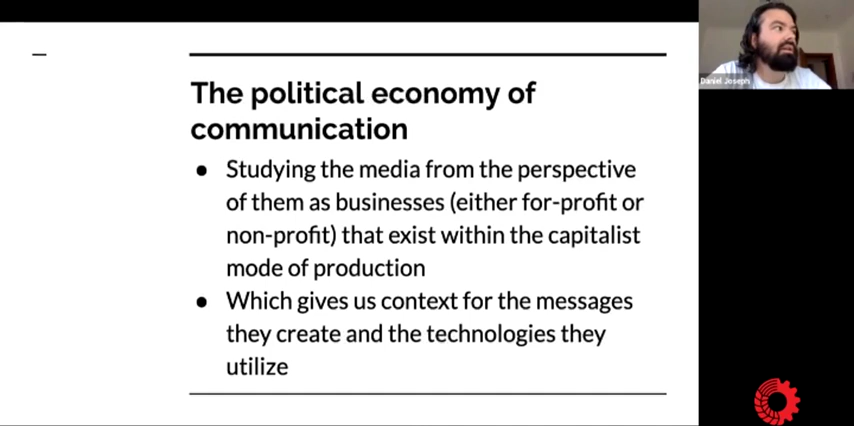 The political economy of
communication
● Studying the media from the perspective
of them as businesses (either for-profit or
non-profit) that exist within the capitalist
mode of production
● Which gives us context for the messages
they create and the technologies they
utilize
Daniel Joseph